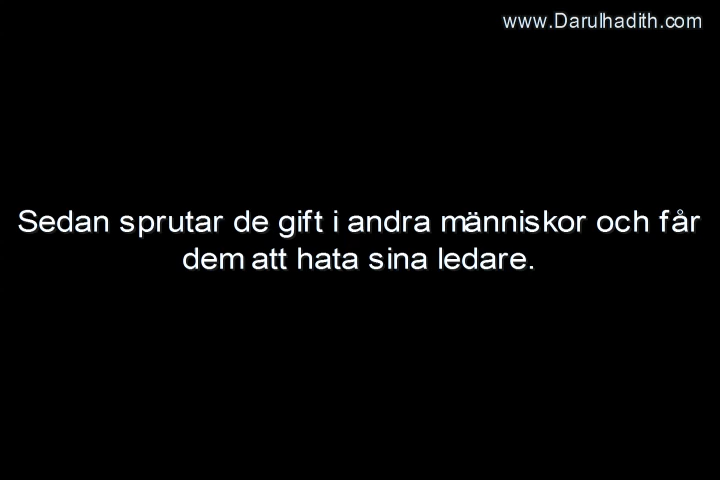 www.Darulhadith.com
Sedan sprutar de gift i andra människor och får
dem att hata sina ledare.